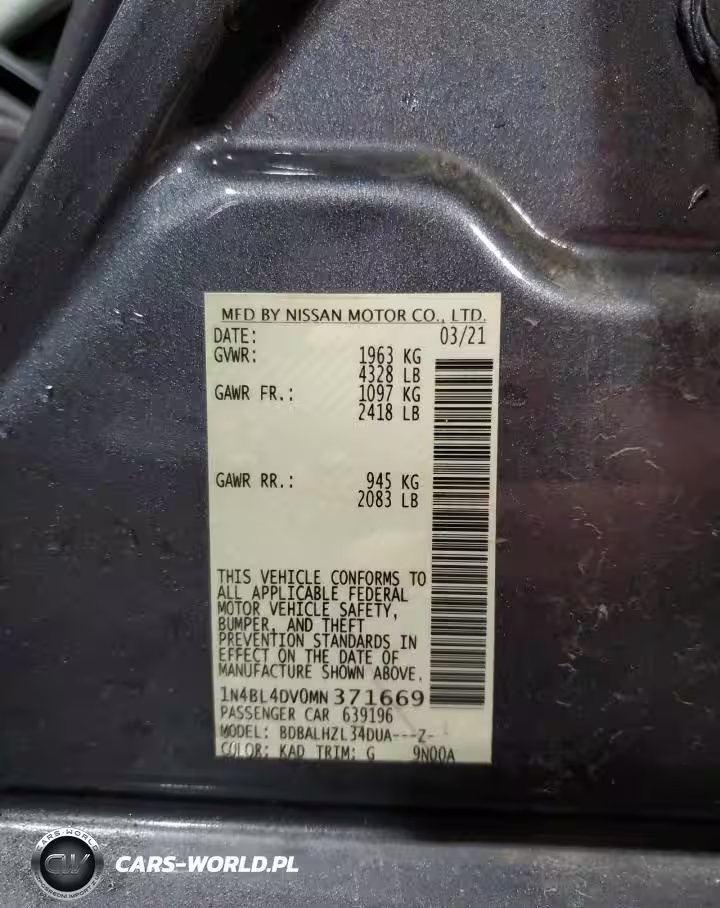 MFD BY NISSAN MOTOR CO., LTD.
DATE: 03/21
GVWR: 1963 KG
4328 LB
GAWR FR.: 1097 KG
2418 LB
GAWR RR.: 945 KG
2083 LB
THIS VEHICLE CONFORMS TO
ALL APPLICABLE FEDERAL
MOTOR VEHICLE SAFETY,
BUMPER, AND THEFT
PREVENTION STANDARDS IN
EFFECT ON THE DATE OF
MANUFACTURE SHOWN ABOVE.
1N4BL4DV0MN371669
PASSENGER CAR 639196
MODEL: BDBALHZL34DUA---Z-
COLOR: KAD TRIM: G 9N00A
CARS-WORLD
CW
CARS-WORLD.PL